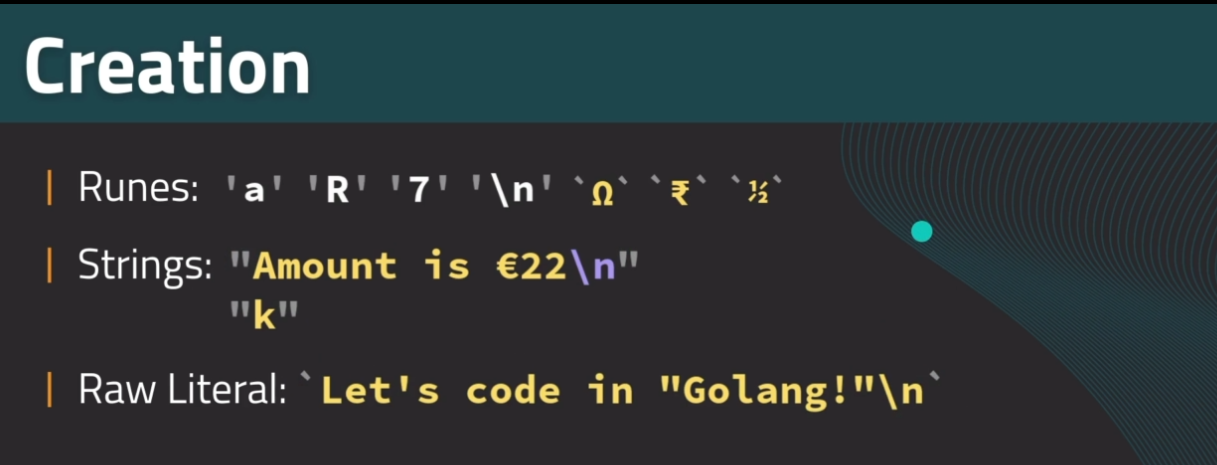 Creation
| Runes: 'a' 'R' '7' '\n' `Ω` `₹` `½`
| Strings: "Amount is €22\n"
"k"
| Raw Literal: `Let's code in "Golang!"\n`